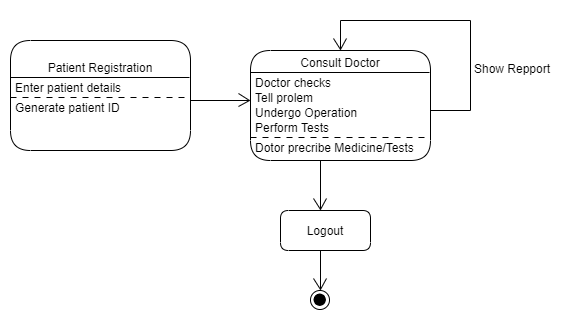 Patient Registration
Enter patient details
Generate patient ID
Consult Doctor
Doctor checks
Tell prolem
Undergo Operation
Perform Tests
Dotor precribe Medicine/Tests
Show Repport
Logout